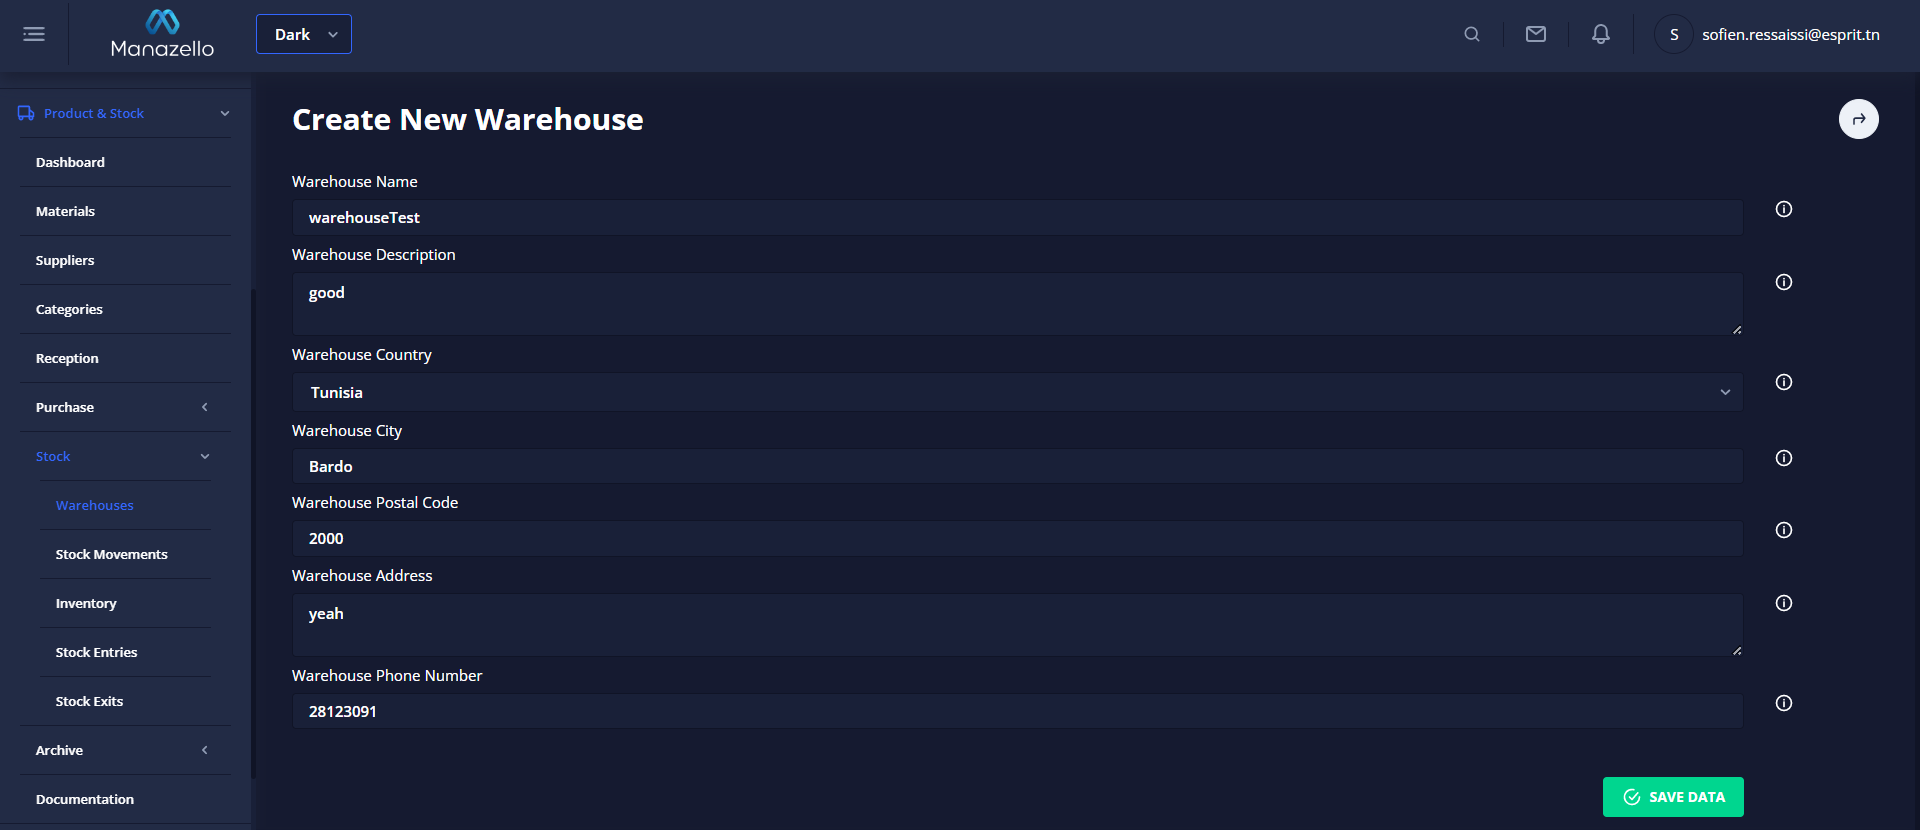 Manazello
Dark
S
sofien.ressaissi@esprit.tn
Product & Stock
Dashboard
Materials
Suppliers
Categories
Reception
Purchase
Stock
Warehouses
Stock Movements
Inventory
Stock Entries
Stock Exits
Archive
Documentation
Create New Warehouse
Warehouse Name
warehouseTest
Warehouse Description
good
Warehouse Country
Tunisia
Warehouse City
Bardo
Warehouse Postal Code
2000
Warehouse Address
yeah
Warehouse Phone Number
28123091
SAVE DATA